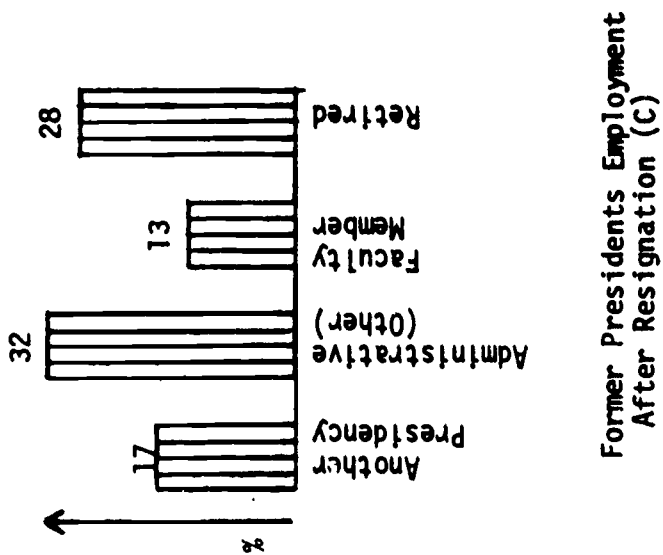 %
17
32
13
28
Another
Presidency
Administrative
(Other)
Faculty
Member
Retired
Former Presidents Employment
After Resignation (C)